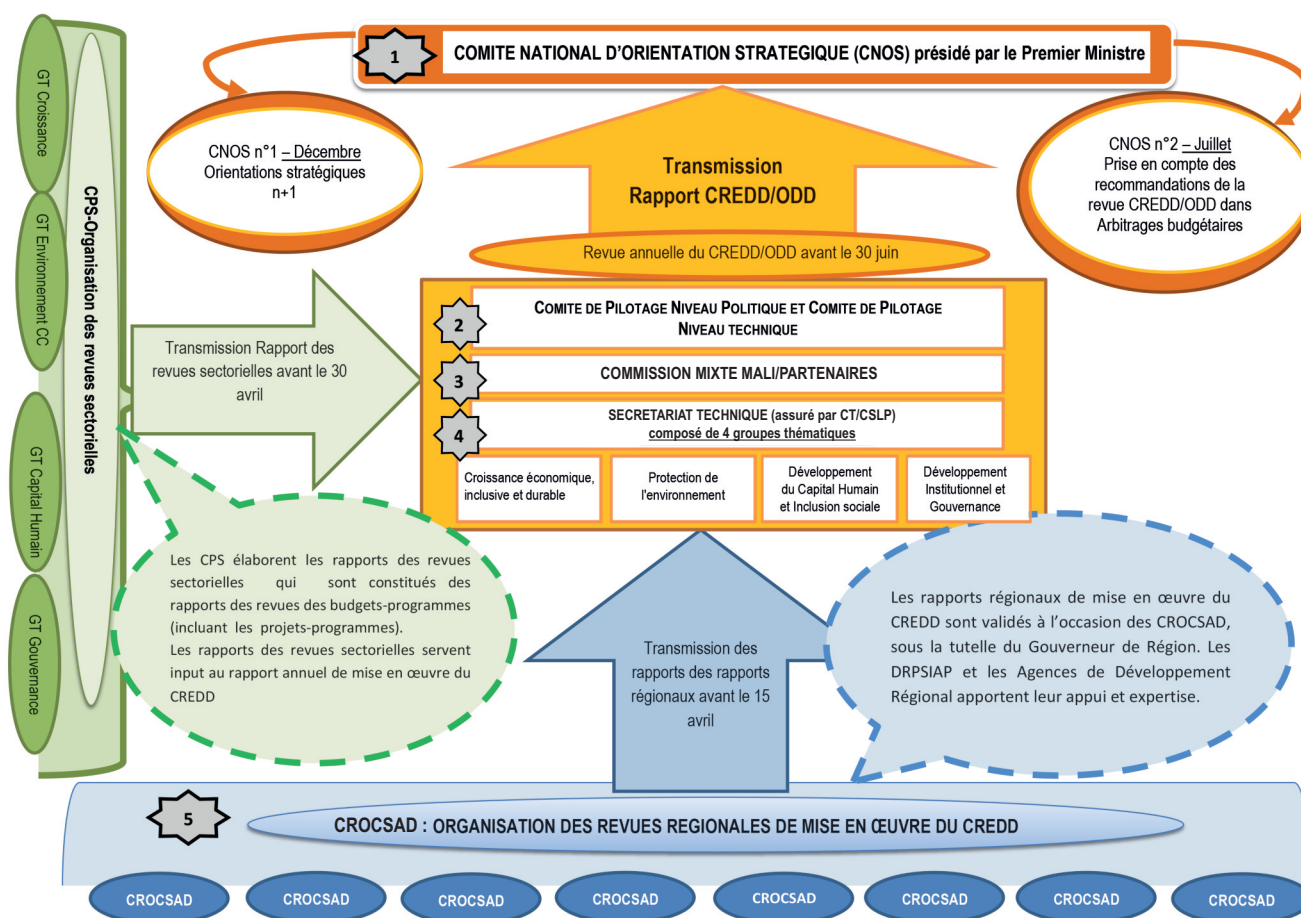 1
COMITE NATIONAL D'ORIENTATION STRATEGIQUE (CNOS) présidé par le Premier Ministre
CNOS n°1 – Décembre
Orientations stratégiques
n+1
Transmission
Rapport CREDD/ODD
CNOS n°2 – Juillet
Prise en compte des
recommandations de la
revue CREDD/ODD dans
Arbitrages budgétaires
Revue annuelle du CREDD/ODD avant le 30 juin
GT Croissance
GT Environnement CC
GT Capital Humain
GT Gouvernance
CPS-Organisation des revues sectorielles
Transmission Rapport des
revues sectorielles avant le 30
avril
2
COMITE DE PILOTAGE NIVEAU POLITIQUE ET COMITE DE PILOTAGE
NIVEAU TECHNIQUE
3
COMMISSION MIXTE MALI/PARTENAIRES
4
SECRETARIAT TECHNIQUE (assuré par CT/CSLP)
composé de 4 groupes thématiques
Croissance économique,
inclusive et durable
Protection de
l'environnement
Développement
du Capital Humain
et Inclusion sociale
Développement
Institutionnel et
Gouvernance
Les CPS élaborent les rapports des revues
sectorielles qui sont constitués des
rapports des revues des budgets-programmes
(incluant les projets-programmes).
Les rapports des revues sectorielles servent
input au rapport annuel de mise en œuvre du
CREDD
Transmission des
rapports des rapports
régionaux avant le 15
avril
Les rapports régionaux de mise en œuvre du
CREDD sont validés à l'occasion des CROCSAD,
sous la tutelle du Gouverneur de Région. Les
DRPSIAP et les Agences de Développement
Régional apportent leur appui et expertise.
5
CROCSAD : ORGANISATION DES REVUES REGIONALES DE MISE EN ŒUVRE DU CREDD
CROCSAD
CROCSAD
CROCSAD
CROCSAD
CROCSAD
CROCSAD
CROCSAD
CROCSAD